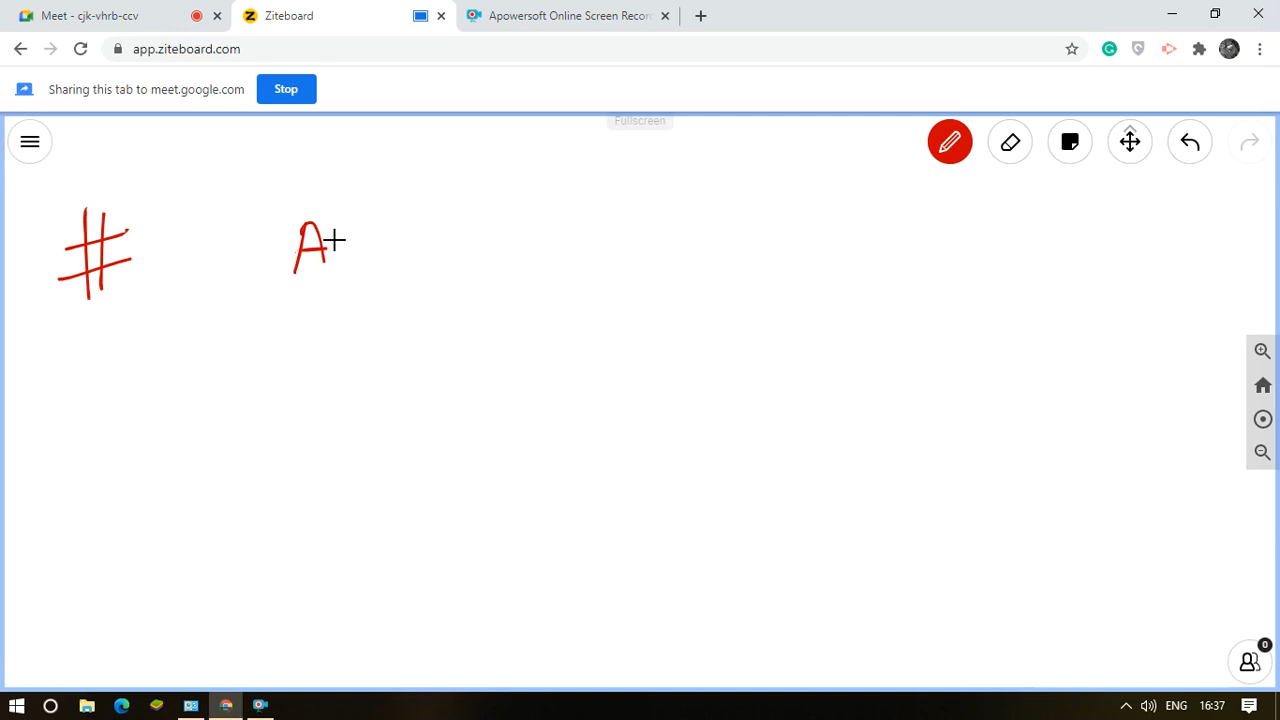 Meet - cjk-vhrb-ccv
Ziteboard
Apowersoft Online Screen Recor
app.ziteboard.com
Sharing this tab to meet.google.com
Stop
Fullscreen
# A
0
ENG
16:37